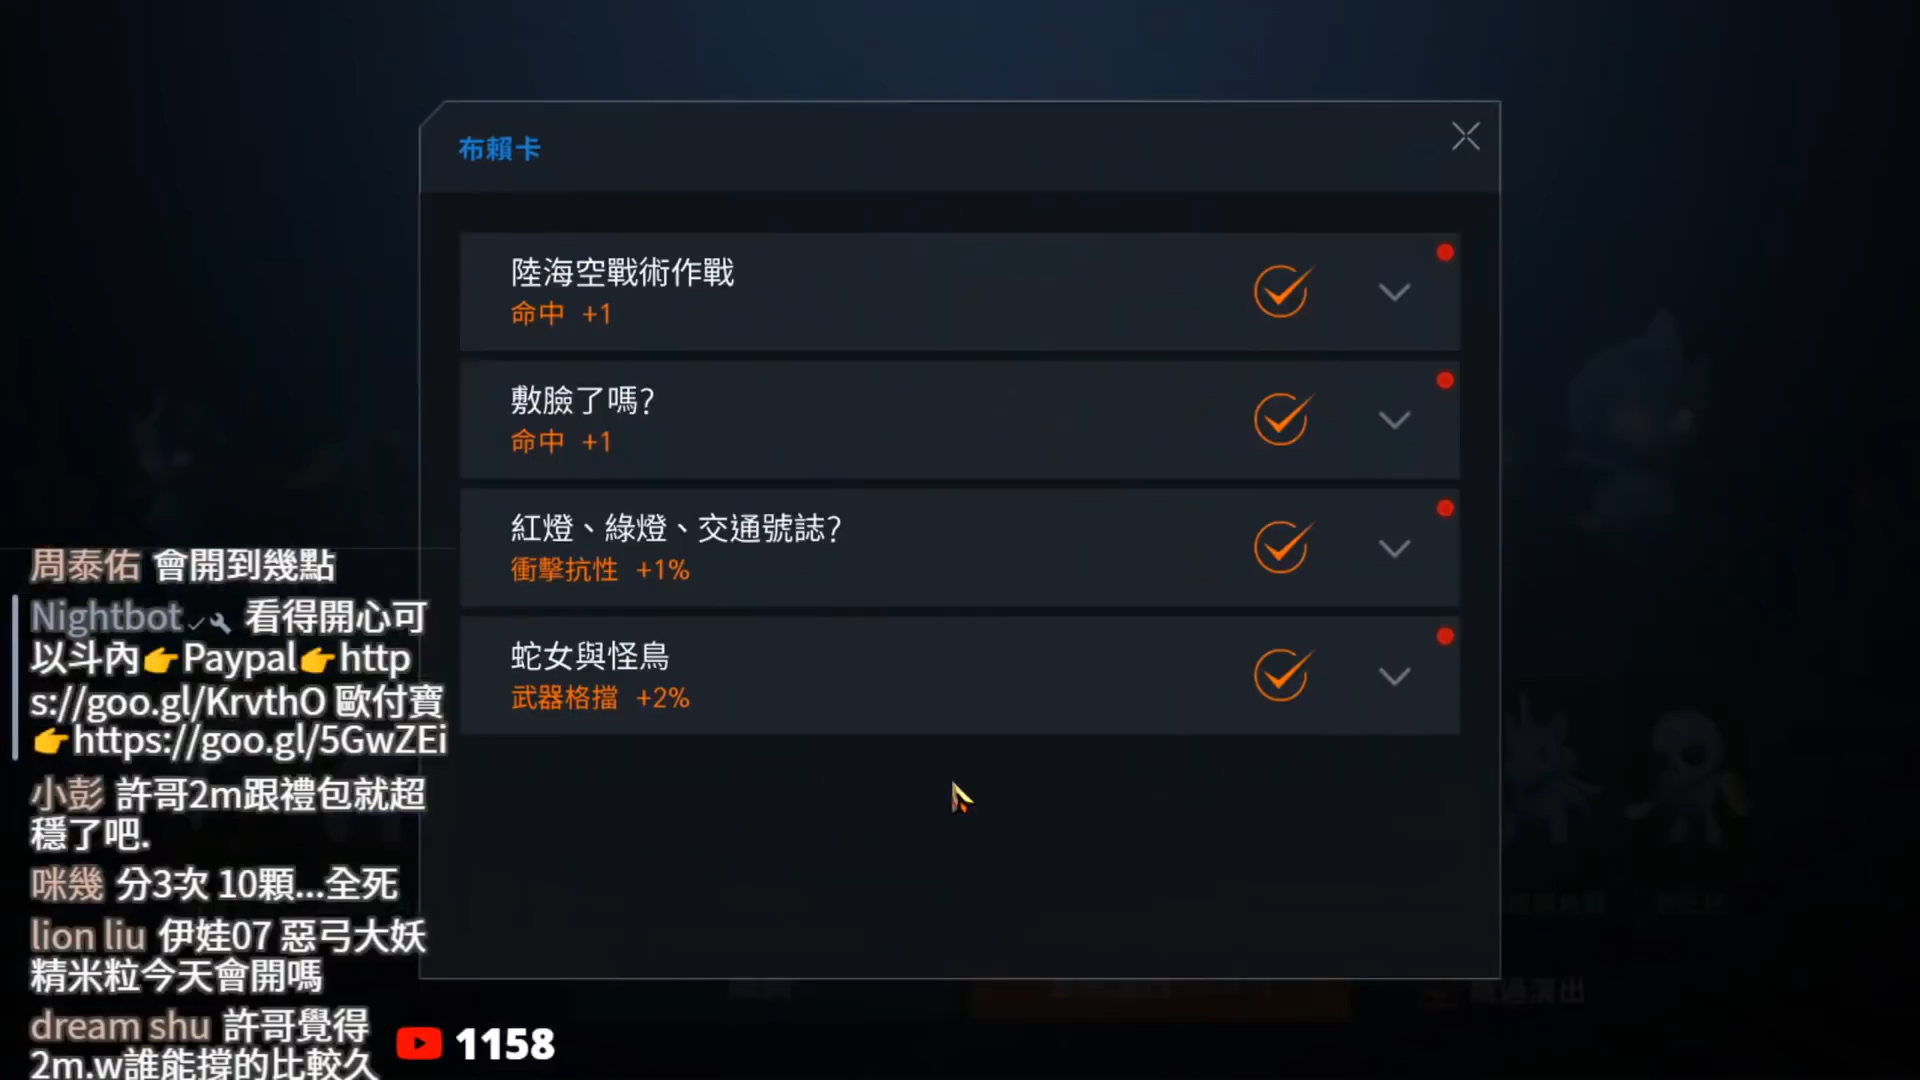 布賴卡
陸海空戰術作戰
命中 +1
敷臉了嗎?
命中 +1
紅燈、綠燈、交通號誌?
衝擊抗性 +1%
蛇女與怪鳥
武器格擋 +2%
周泰佑 會開到幾點
Nightbot 看得開心可
以斗內👉Paypal👉http
s://goo.gl/KrvthO 歐付寶
👉https://goo.gl/5GwZEi
小彭 許哥2m跟禮包就超
穩了吧.
咪幾 分3次 10顆...全死
lion liu 伊娃07 惡弓大妖
精米粒今天會開嗎
dream shu 許哥覺得
2m.w誰能撐的比較久
1158